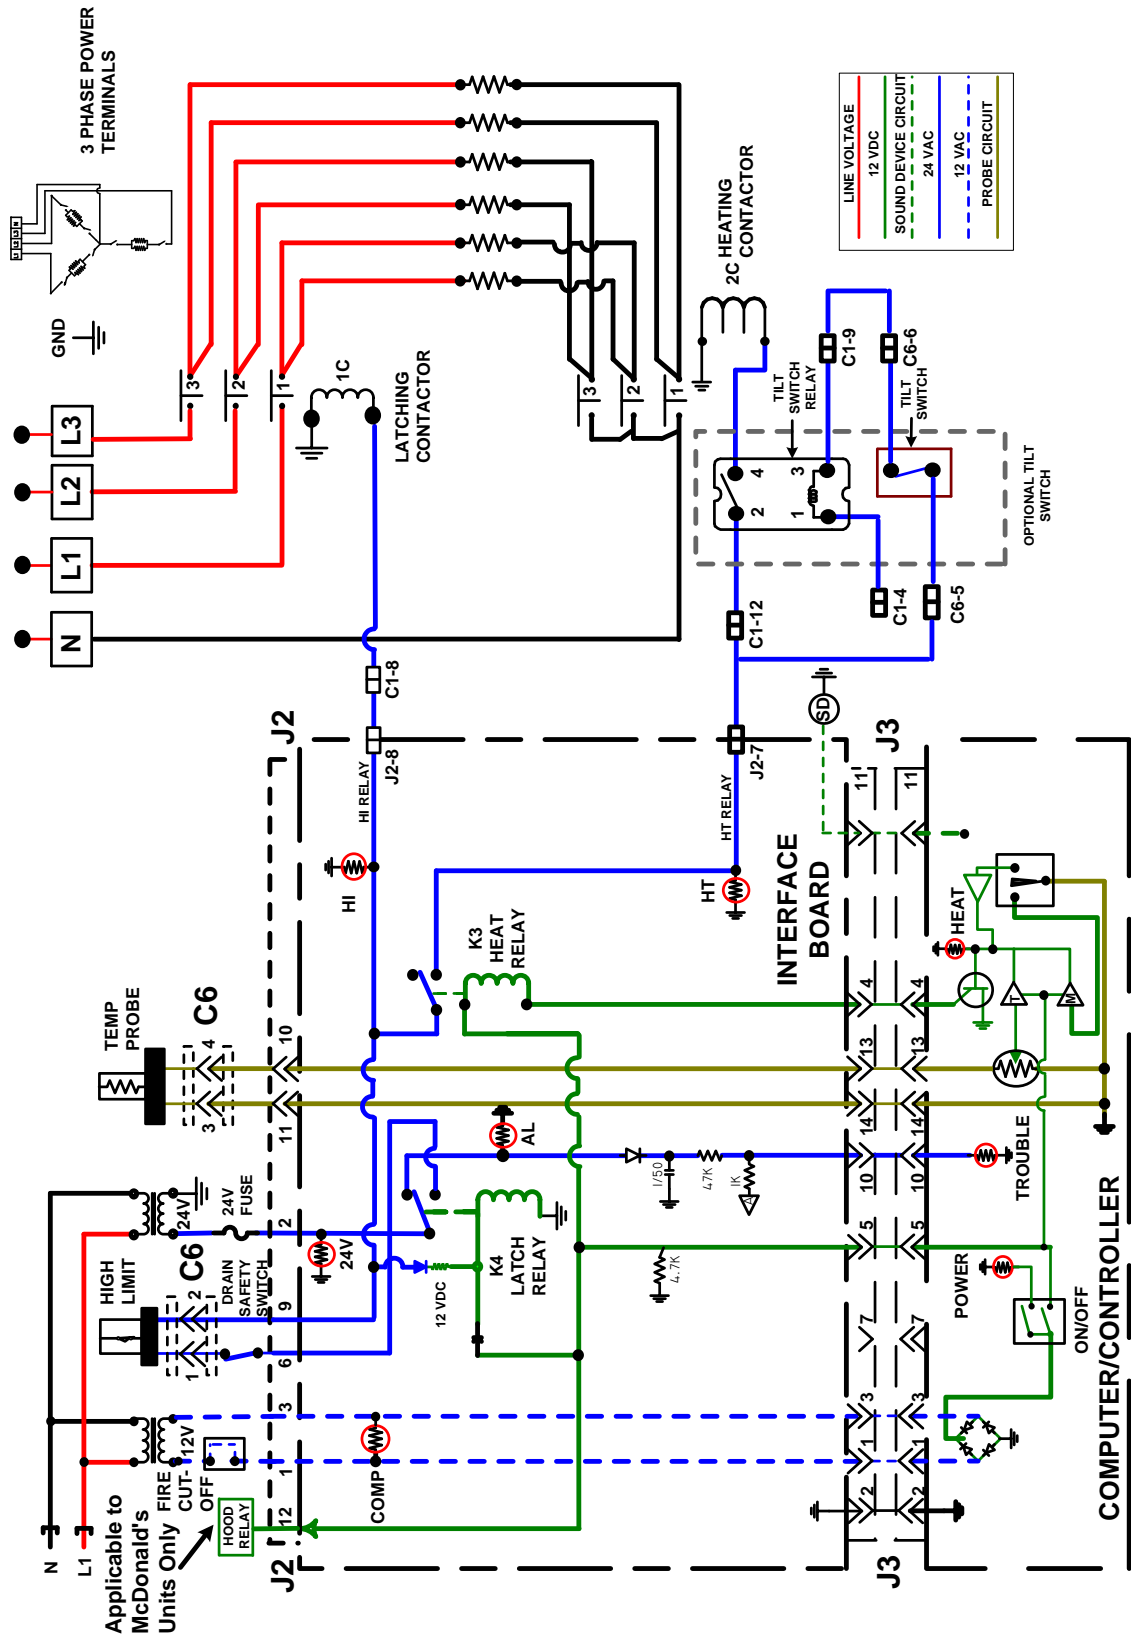 N
L1
Applicable to
McDonald's
Units Only
HOOD
RELAY
FIRE
CUT-
OFF
12V
HIGH
LIMIT
C6
1
2
DRAIN
SAFETY
SWITCH
24V
24V
FUSE
TEMP
PROBE
C6
3
4
N
L1
L2
L3
GND
3 PHASE POWER
TERMINALS
J2
12
1
3
6
9
2
11
10
J2
COMP
24V
12 VDC
K4
LATCH
RELAY
AL
HI
HI RELAY
J2-8
C1-8
K3
HEAT
RELAY
1/50
47K
1K
A
4.7K
HT
HT RELAY
J2-7
C1-12
INTERFACE
BOARD
3
2
1
1C
LATCHING
CONTACTOR
3
2
1
2C HEATING
CONTACTOR
2
4
1
3
TILT
SWITCH
RELAY
C1-9
C6-6
TILT
SWITCH
C1-4
C6-5
OPTIONAL TILT
SWITCH
SD
J3
2
1
3
7
5
10
14
13
4
11
J3
2
1
3
7
5
10
14
13
4
11
POWER
ON/OFF
TROUBLE
HEAT
T
M
COMPUTER/CONTROLLER
LINE VOLTAGE
12 VDC
SOUND DEVICE CIRCUIT
24 VAC
12 VAC
PROBE CIRCUIT